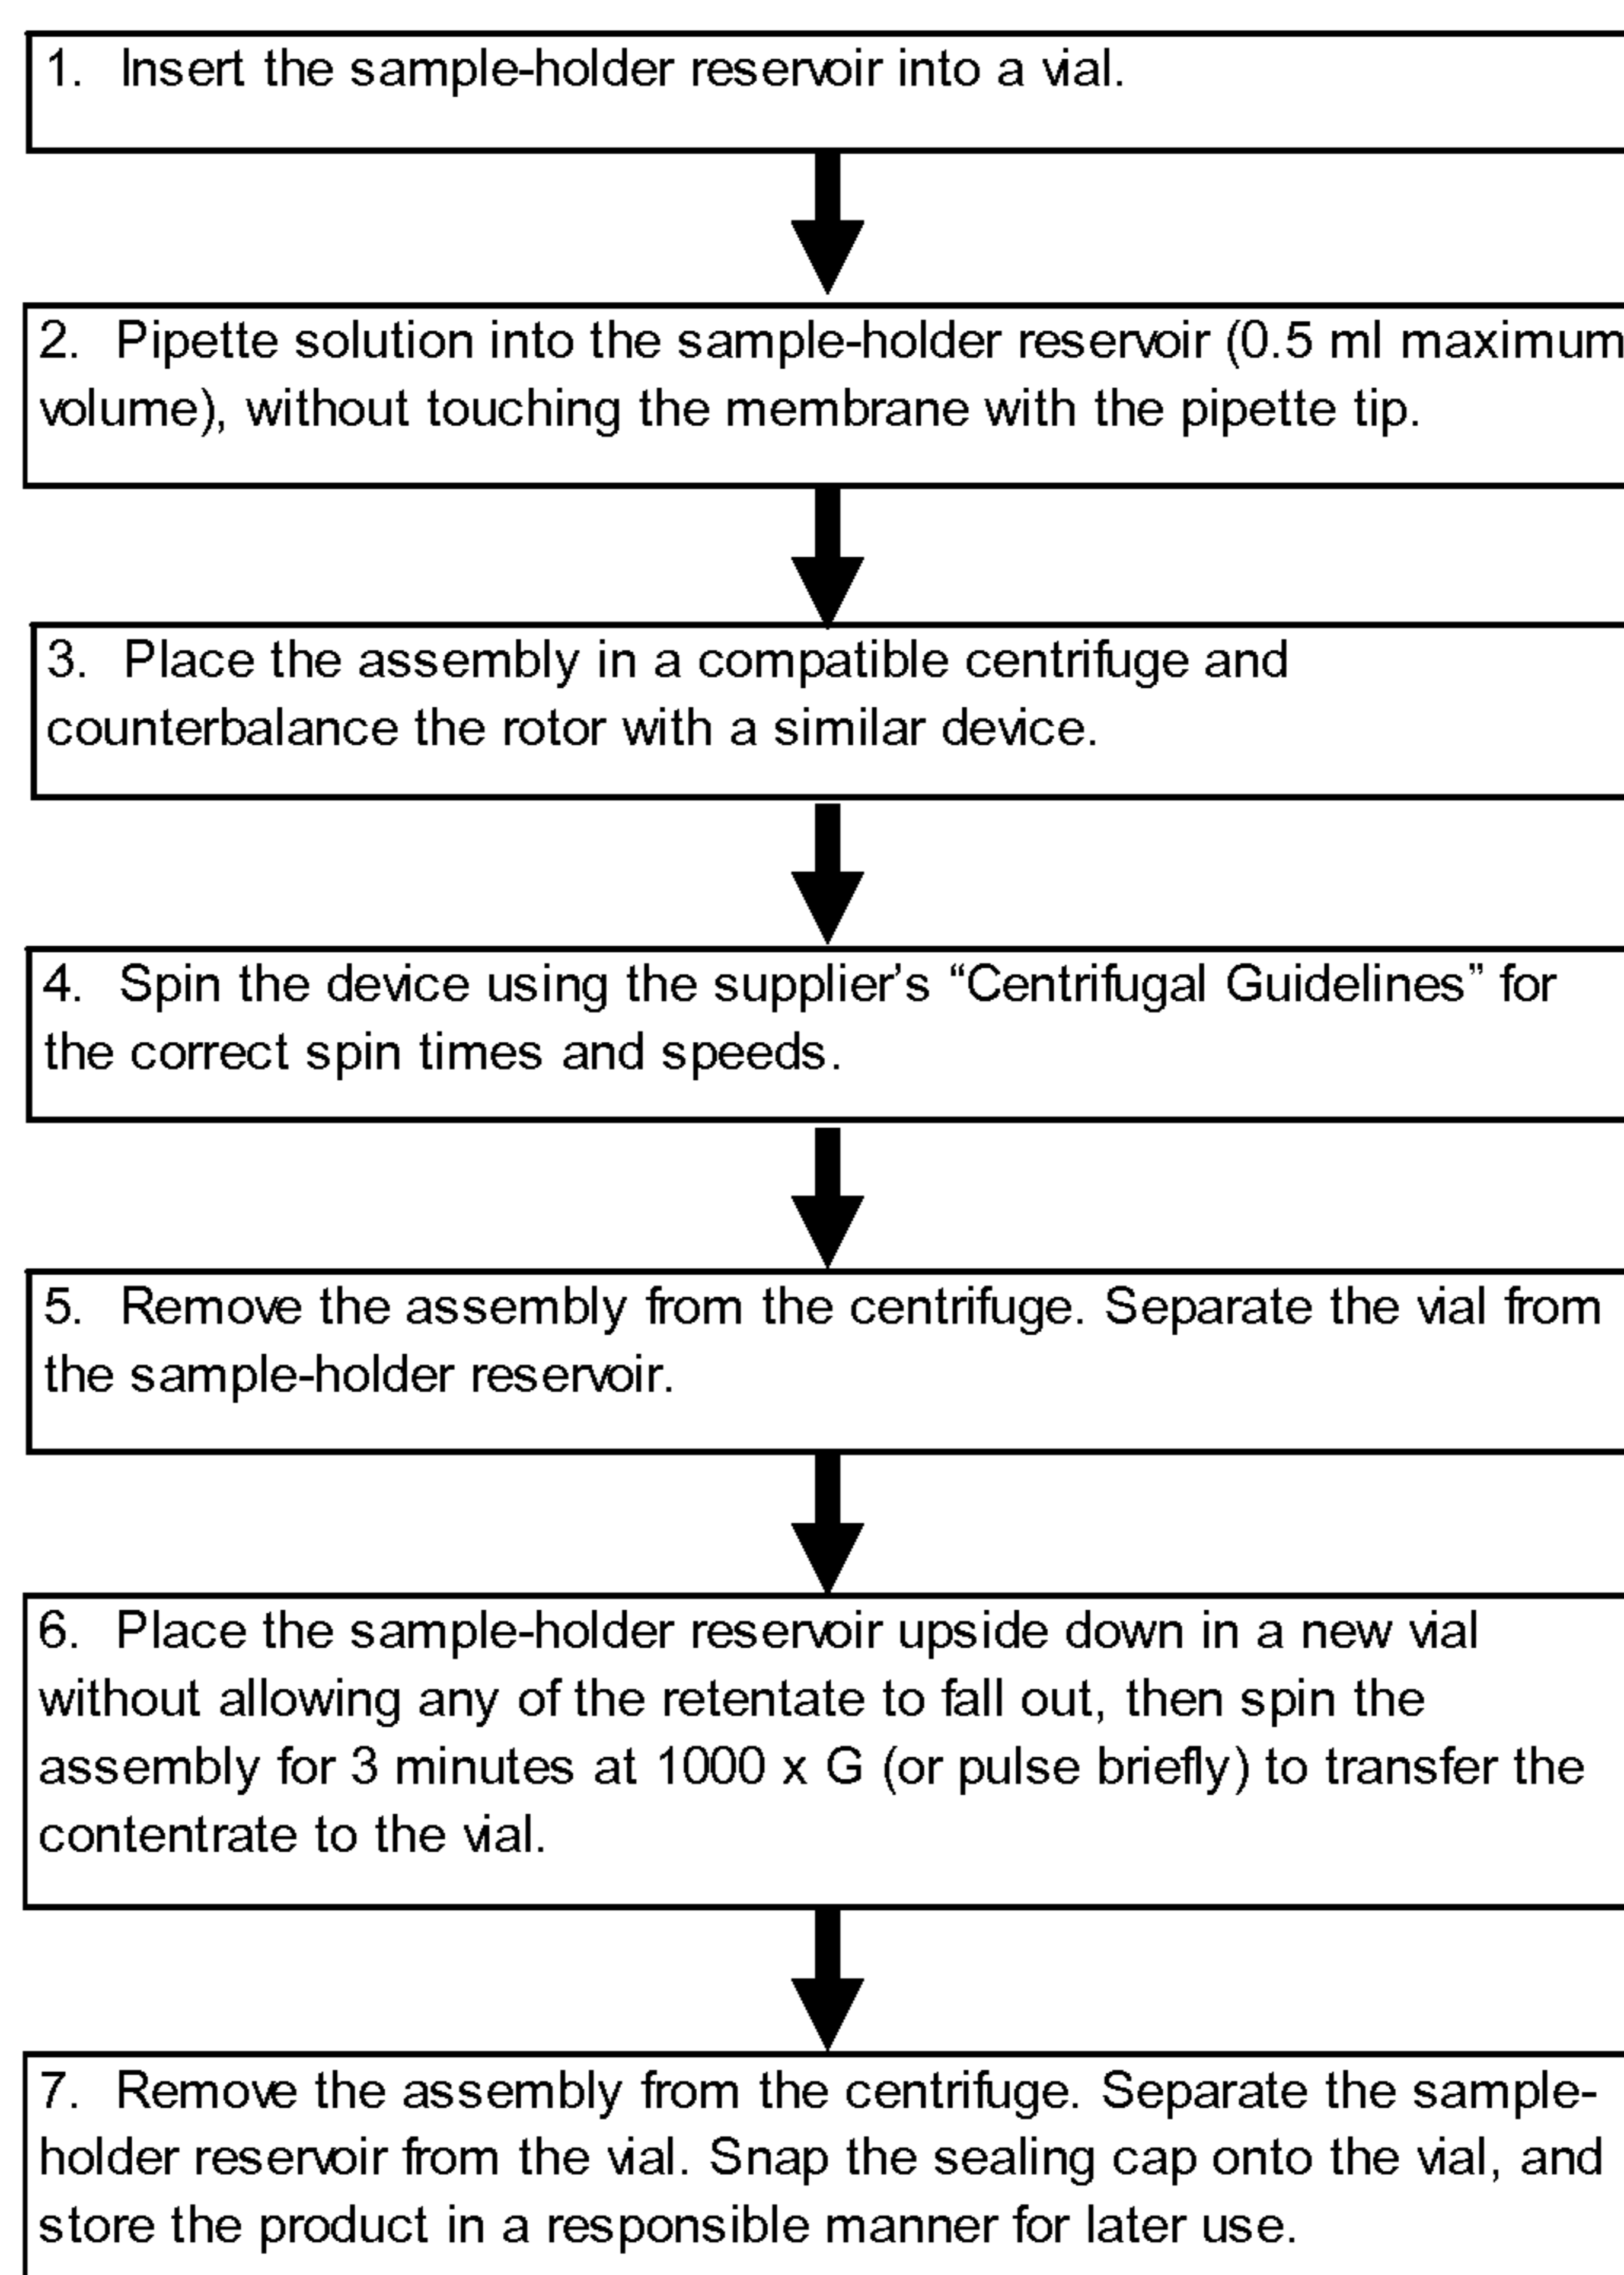 1. Insert the sample-holder reservoir into a vial.
2. Pipette solution into the sample-holder reservoir (0.5 ml maximum
volume), without touching the membrane with the pipette tip.
3. Place the assembly in a compatible centrifuge and
counterbalance the rotor with a similar device.
4. Spin the device using the supplier’s “Centrifugal Guidelines” for
the correct spin times and speeds.
5. Remove the assembly from the centrifuge. Separate the vial from
the sample-holder reservoir.
6. Place the sample-holder reservoir upside down in a new vial
without allowing any of the retentate to fall out, then spin the
assembly for 3 minutes at 1000 x G (or pulse briefly) to transfer the
contentrate to the vial.
7. Remove the assembly from the centrifuge. Separate the sample-
holder reservoir from the vial. Snap the sealing cap onto the vial, and
store the product in a responsible manner for later use.